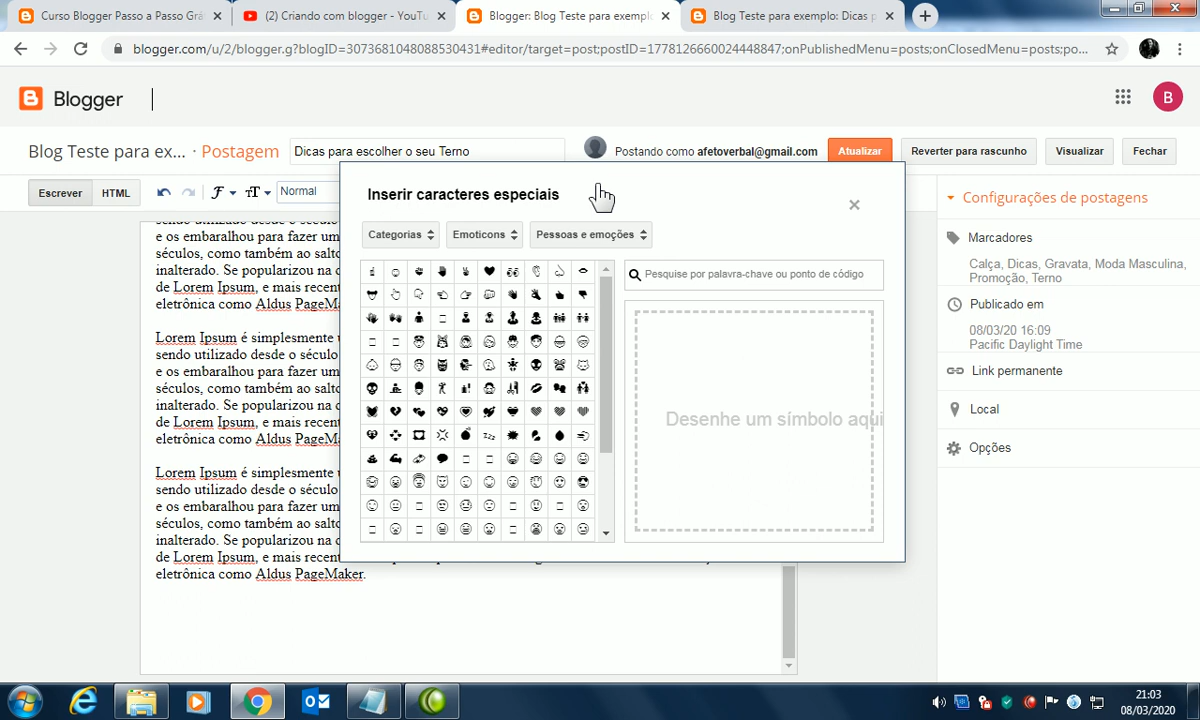 Curso Blogger Passo a Passo Grá
(2) Criando com blogger - YouTu
Blogger: Blog Teste para exempl
Blog Teste para exemplo: Dicas p
blogger.com/u/2/blogger.g?blogID=3073681048088530431#editor/target=post;postID=1778126660024448847;onPublishedMenu=posts;onClosedMenu=posts;po...
Blogger
B
Blog Teste para ex... · Postagem
Dicas para escolher o seu Terno
Postando como afetoverbal@gmail.com
Atualizar
Reverter para rascunho
Visualizar
Fechar
Escrever
HTML
Normal
Inserir caracteres especiais
Categorias
Emoticons
Pessoas e emoções
Pesquise por palavra-chave ou ponto de código
Desenhe um símbolo aqui
sendo utilizado desde o século
e os embaralhou para fazer um
séculos, como também ao salto
inalterado. Se popularizou na d
de Lorem Ipsum, e mais recent
eletrônica como Aldus PageMa
Lorem Ipsum é simplesmente u
sendo utilizado desde o século
e os embaralhou para fazer um
séculos, como também ao salto
inalterado. Se popularizou na d
de Lorem Ipsum, e mais recent
eletrônica como Aldus PageMa
Lorem Ipsum é simplesmente u
sendo utilizado desde o século
e os embaralhou para fazer um
séculos, como também ao salto
inalterado. Se popularizou na d
de Lorem Ipsum, e mais recent
eletrônica como Aldus PageMaker.
Configurações de postagens
Marcadores
Calça, Dicas, Gravata, Moda Masculina,
Promoção, Terno
Publicado em
08/03/20 16:09
Pacific Daylight Time
Link permanente
Local
Opções
21:03
08/03/2020